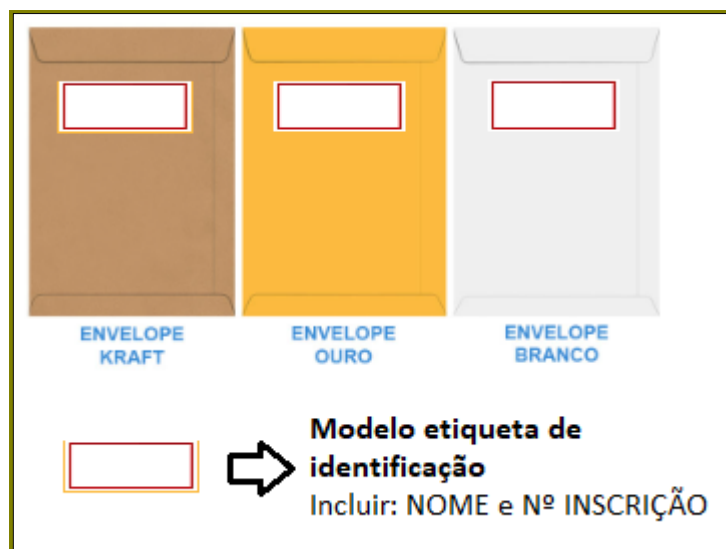 ENVELOPE
KRAFT
ENVELOPE
OURO
ENVELOPE
BRANCO
Modelo etiqueta de
identificação
Incluir: NOME e Nº INSCRIÇÃO